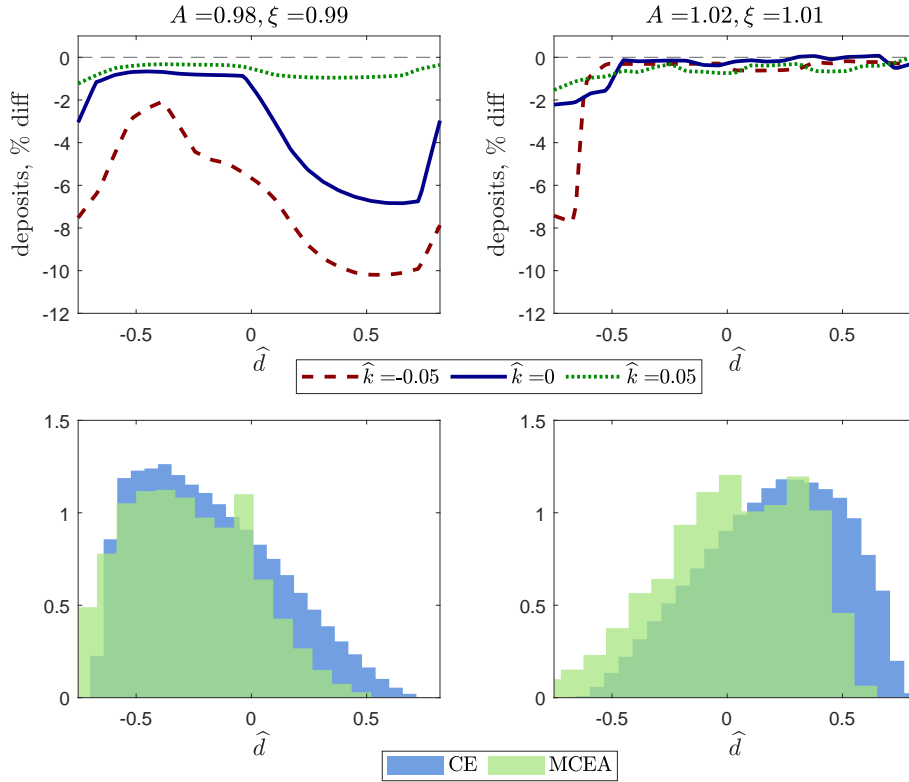 A =0.98, ξ =0.99
A =1.02, ξ =1.01
deposits, % diff
0
-2
-4
-6
-8
-10
-12
-0.5 0 0.5
d̂
deposits, % diff
0
-2
-4
-6
-8
-10
-12
-0.5 0 0.5
d̂
k̂ =-0.05 k̂ =0 k̂ =0.05
1.5
1
0.5
0
-0.5 0 0.5
d̂
1.5
1
0.5
0
-0.5 0 0.5
d̂
CE MCEA